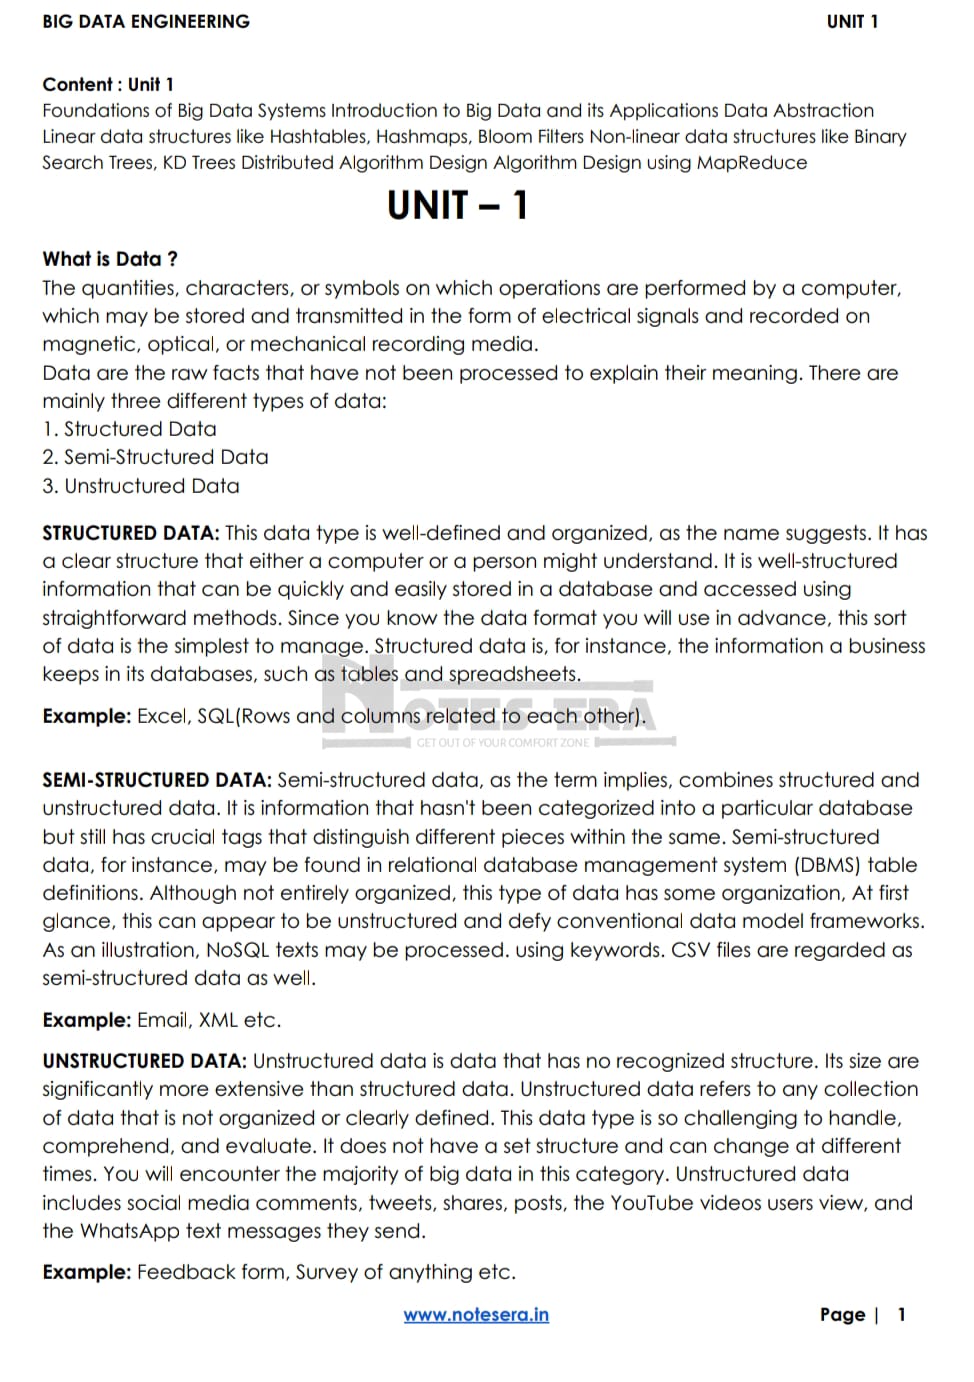 BIG DATA ENGINEERING UNIT 1
Content : Unit 1
Foundations of Big Data Systems Introduction to Big Data and its Applications Data Abstraction
Linear data structures like Hashtables, Hashmaps, Bloom Filters Non-linear data structures like Binary
Search Trees, KD Trees Distributed Algorithm Design Algorithm Design using MapReduce
UNIT – 1
What is Data ?
The quantities, characters, or symbols on which operations are performed by a computer,
which may be stored and transmitted in the form of electrical signals and recorded on
magnetic, optical, or mechanical recording media.
Data are the raw facts that have not been processed to explain their meaning. There are
mainly three different types of data:
1. Structured Data
2. Semi-Structured Data
3. Unstructured Data
STRUCTURED DATA: This data type is well-defined and organized, as the name suggests. It has
a clear structure that either a computer or a person might understand. It is well-structured
information that can be quickly and easily stored in a database and accessed using
straightforward methods. Since you know the data format you will use in advance, this sort
of data is the simplest to manage. Structured data is, for instance, the information a business
keeps in its databases, such as tables and spreadsheets.
Example: Excel, SQL(Rows and columns related to each other).
NOTES ERA
GET OUT OF YOUR COMFORT ZONE
SEMI-STRUCTURED DATA: Semi-structured data, as the term implies, combines structured and
unstructured data. It is information that hasn't been categorized into a particular database
but still has crucial tags that distinguish different pieces within the same. Semi-structured
data, for instance, may be found in relational database management system (DBMS) table
definitions. Although not entirely organized, this type of data has some organization, At first
glance, this can appear to be unstructured and defy conventional data model frameworks.
As an illustration, NoSQL texts may be processed. using keywords. CSV files are regarded as
semi-structured data as well.
Example: Email, XML etc.
UNSTRUCTURED DATA: Unstructured data is data that has no recognized structure. Its size are
significantly more extensive than structured data. Unstructured data refers to any collection
of data that is not organized or clearly defined. This data type is so challenging to handle,
comprehend, and evaluate. It does not have a set structure and can change at different
times. You will encounter the majority of big data in this category. Unstructured data
includes social media comments, tweets, shares, posts, the YouTube videos users view, and
the WhatsApp text messages they send.
Example: Feedback form, Survey of anything etc.
www.notesera.in Page | 1